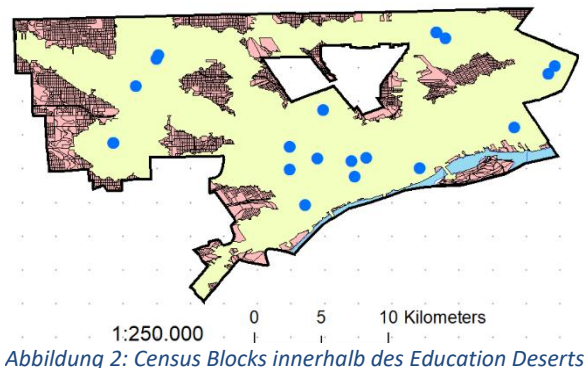 0 5 10 Kilometers
1:250.000
Abbildung 2: Census Blocks innerhalb des Education Deserts